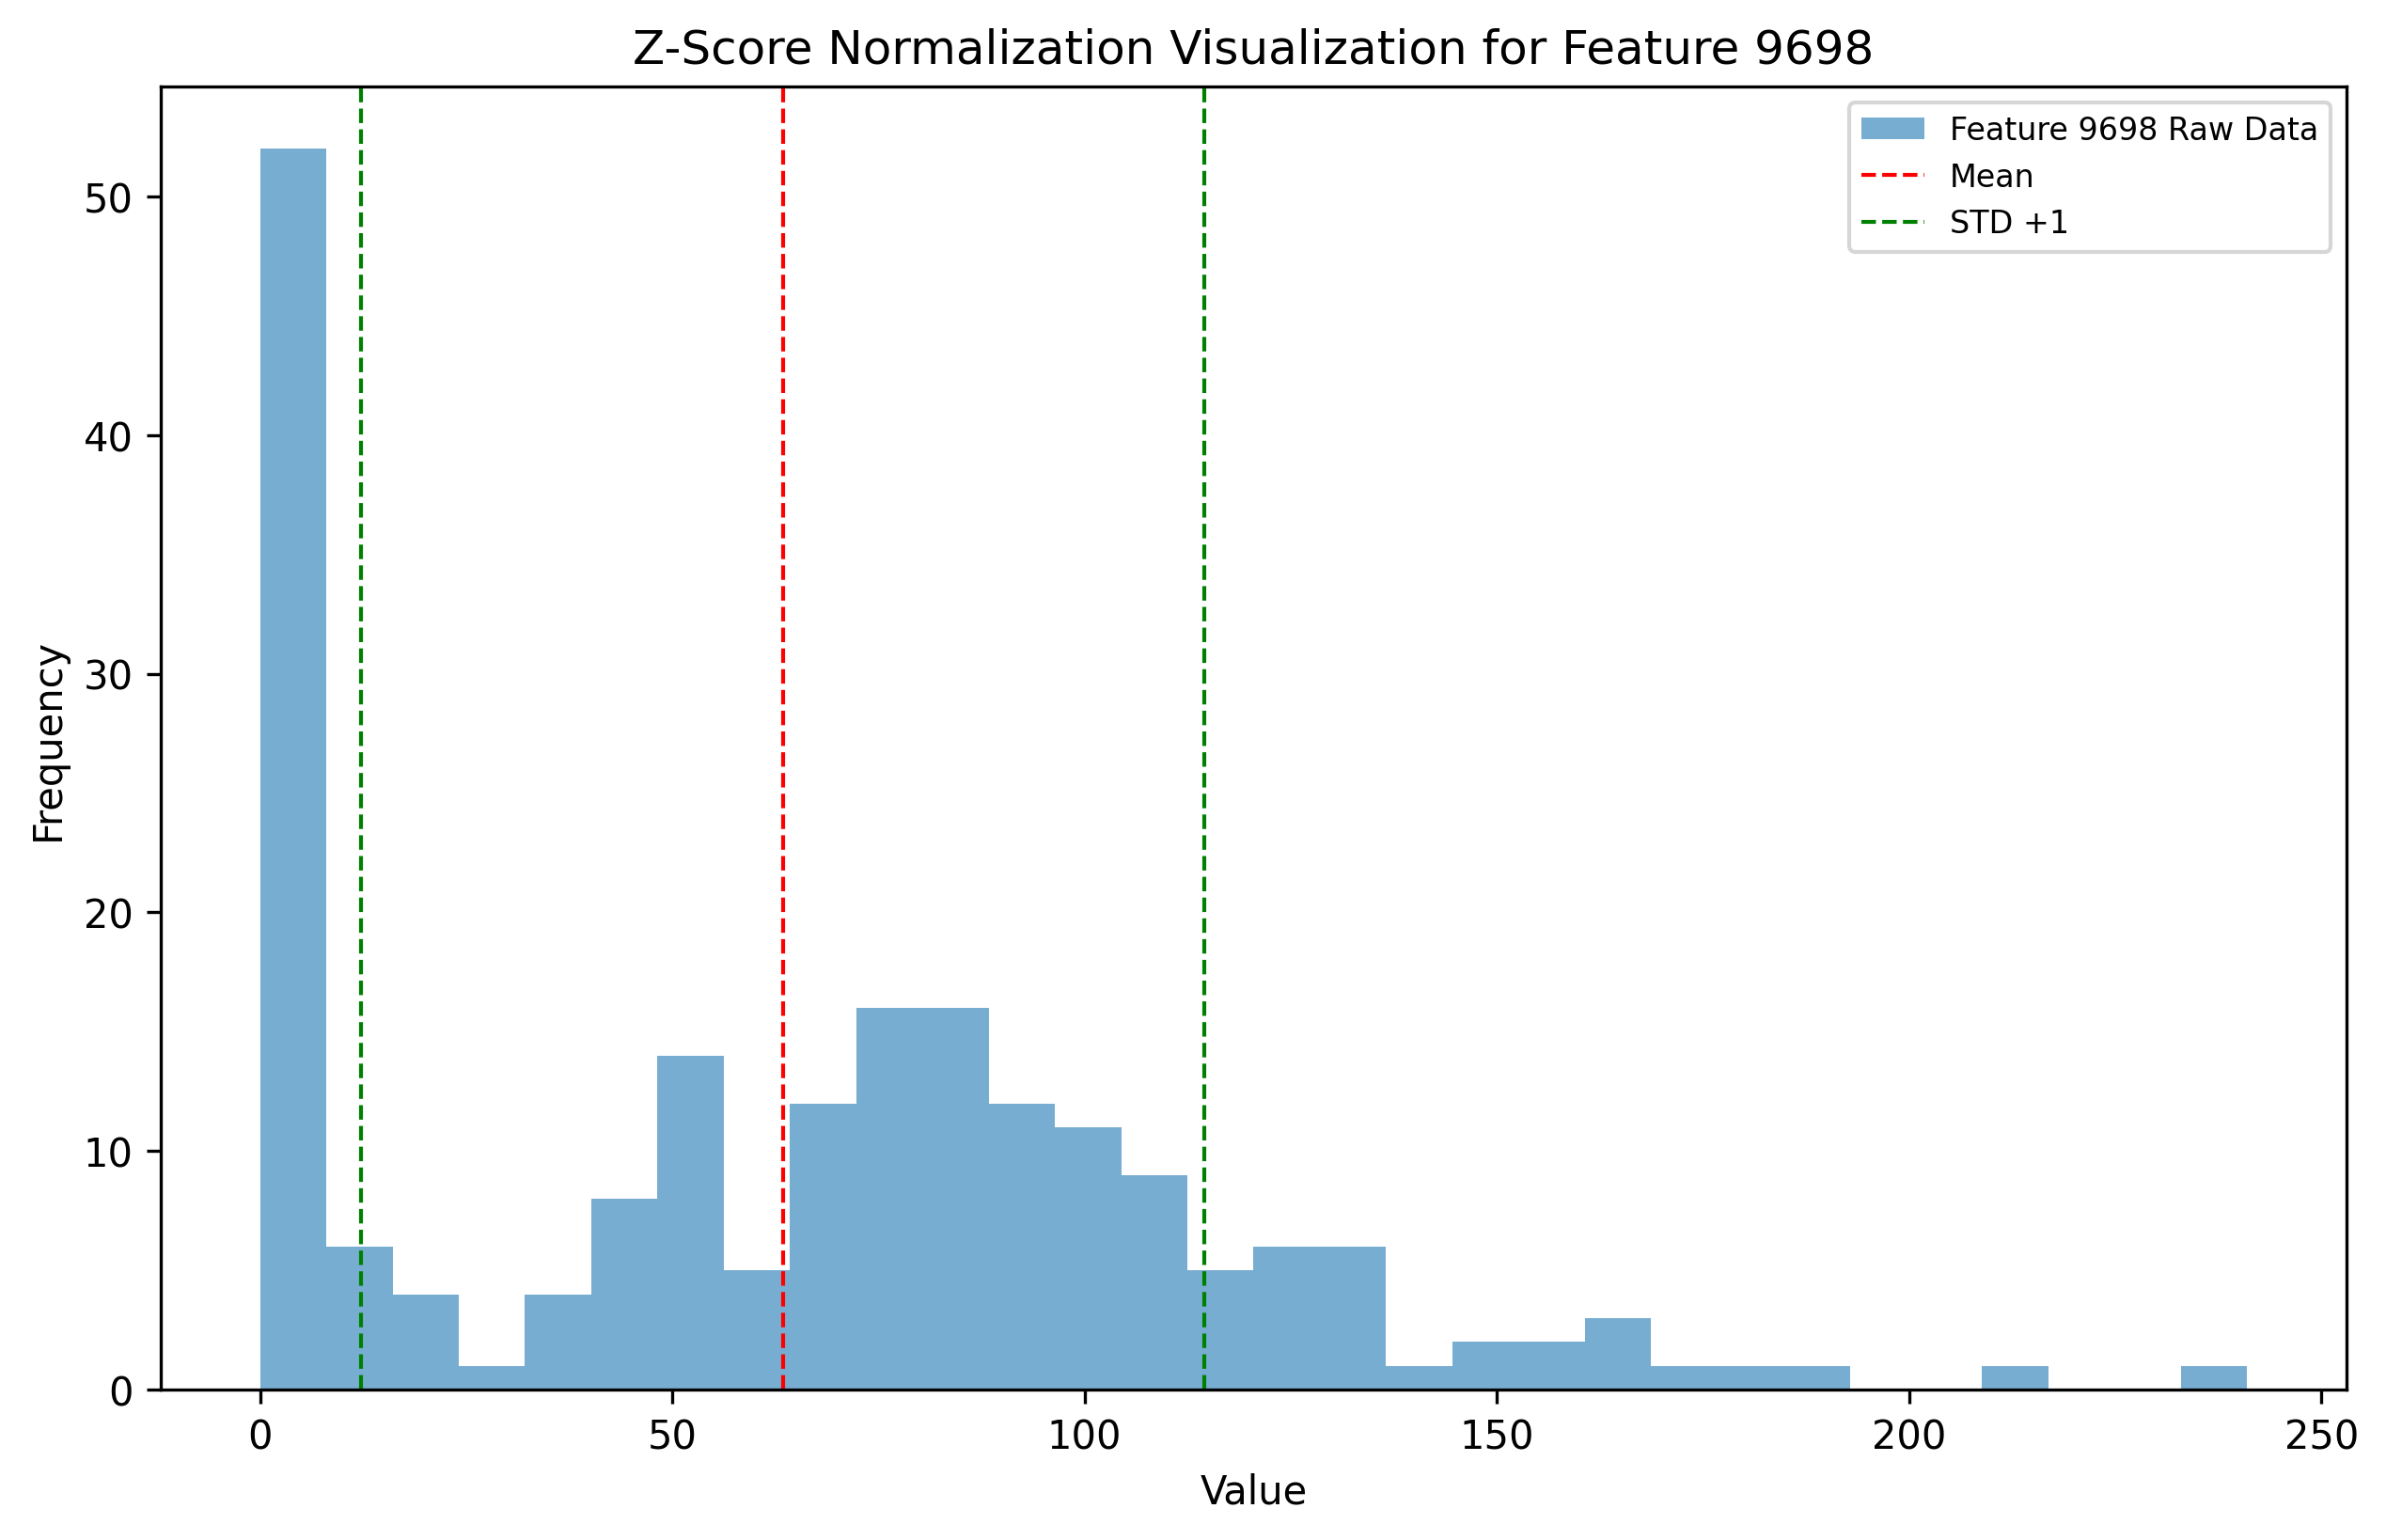 Z-Score Normalization Visualization for Feature 9698
Feature 9698 Raw Data
Mean
STD +1
50
40
30
20
10
0
Frequency
0 50 100 150 200 250
Value